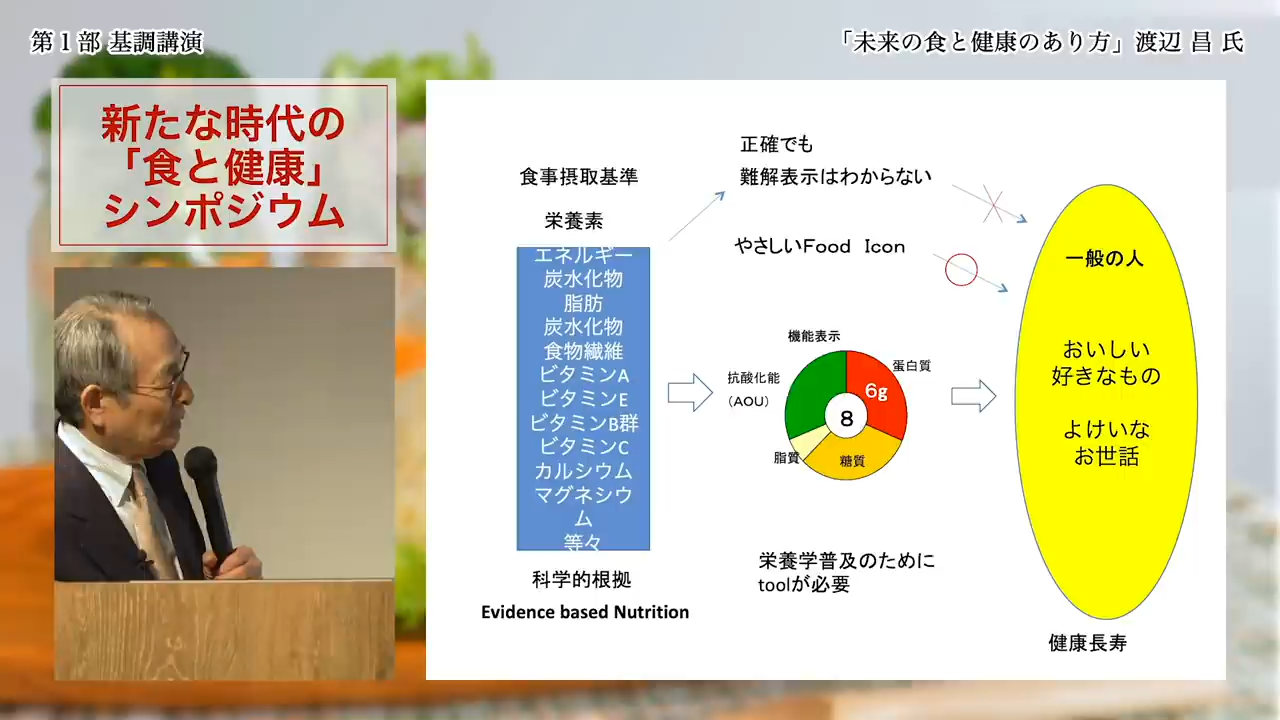 第1部 基調講演
「未来の食と健康のあり方」渡辺 昌 氏
新たな時代の
「食と健康」
シンポジウム
食事摂取基準
栄養素
エネルギー
炭水化物
脂肪
炭水化物
食物繊維
ビタミンA
ビタミンE
ビタミンB群
ビタミンC
カルシウム
マグネシウ
ム
等々
科学的根拠
Evidence based Nutrition
正確でも
難解表示はわからない
やさしいFood Icon
機能表示
抗酸化能
(AOU)
蛋白質
6g
8
脂質
糖質
栄養学普及のために
toolが必要
一般の人
おいしい
好きなもの
よけいな
お世話
健康長寿